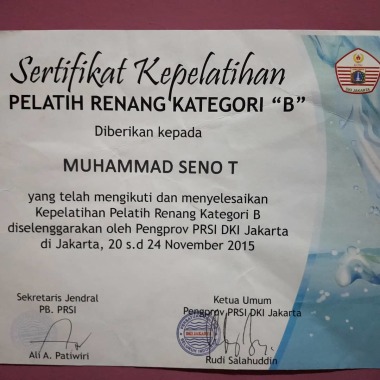 Sertifikat Kepelatihan
PELATIH RENANG KATEGORI "B"
Diberikan kepada
MUHAMMAD SENO T
yang telah mengikuti dan menyelesaikan
Kepelatihan Pelatih Renang Kategori B
diselenggarakan oleh Pengprov PRSI DKI Jakarta
di Jakarta, 20 s.d 24 November 2015
Sekretaris Jendral
PB. PRSI
Ali A. Patiwiri
Ketua Umum
Pengprov PRSI DKI Jakarta
Rudi Salahuddin
DKI JAKARTA